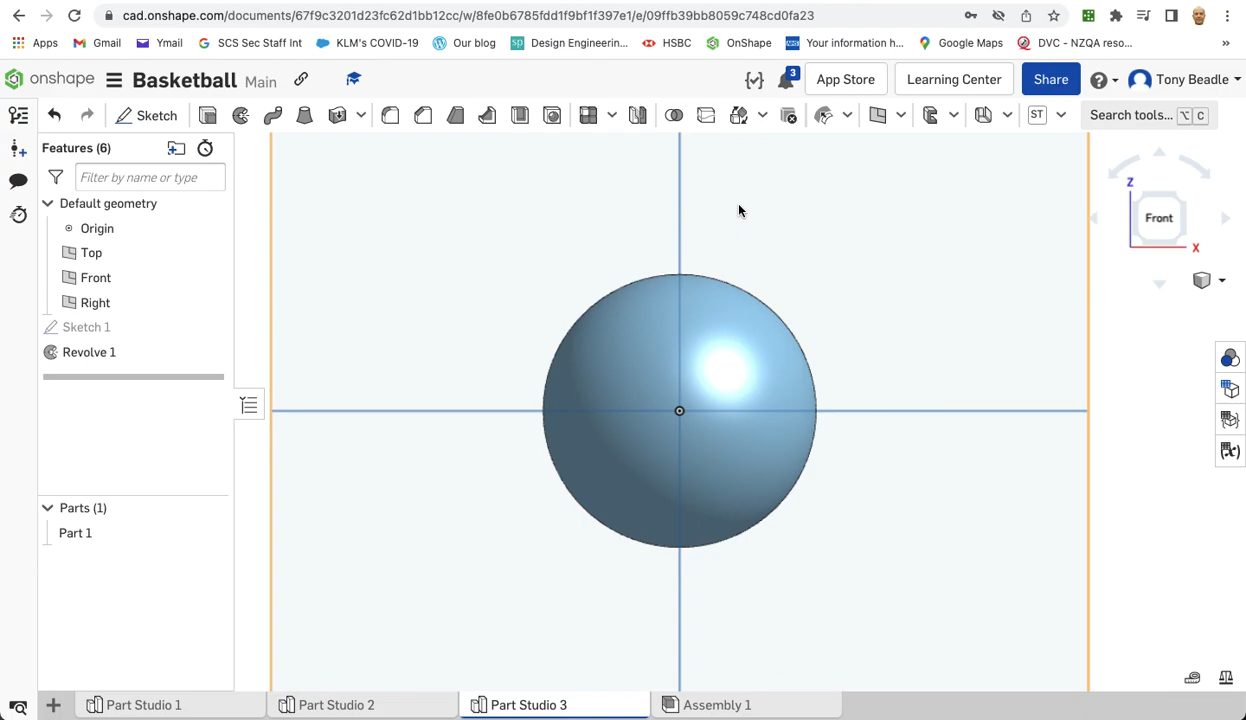 cad.onshape.com/documents/67f9c3201d23fc62d1bb12cc/w/8fe0b6785fdd1f9bf1f397e1/e/09ffb39bb8059c748cd0fa23
Apps Gmail Ymail SCS Sec Staff Int KLM's COVID-19 Our blog Design Engineerin... HSBC OnShape Your information h... Google Maps DVC - NZQA reso... »
onshape Basketball Main 3 App Store Learning Center Share Tony Beadle
Sketch ST Search tools... ⌥ C
Features (6)
Filter by name or type
Default geometry
Origin
Top
Front
Right
Sketch 1
Revolve 1
Parts (1)
Part 1
Z
Front
X
Part Studio 1 Part Studio 2 Part Studio 3 Assembly 1